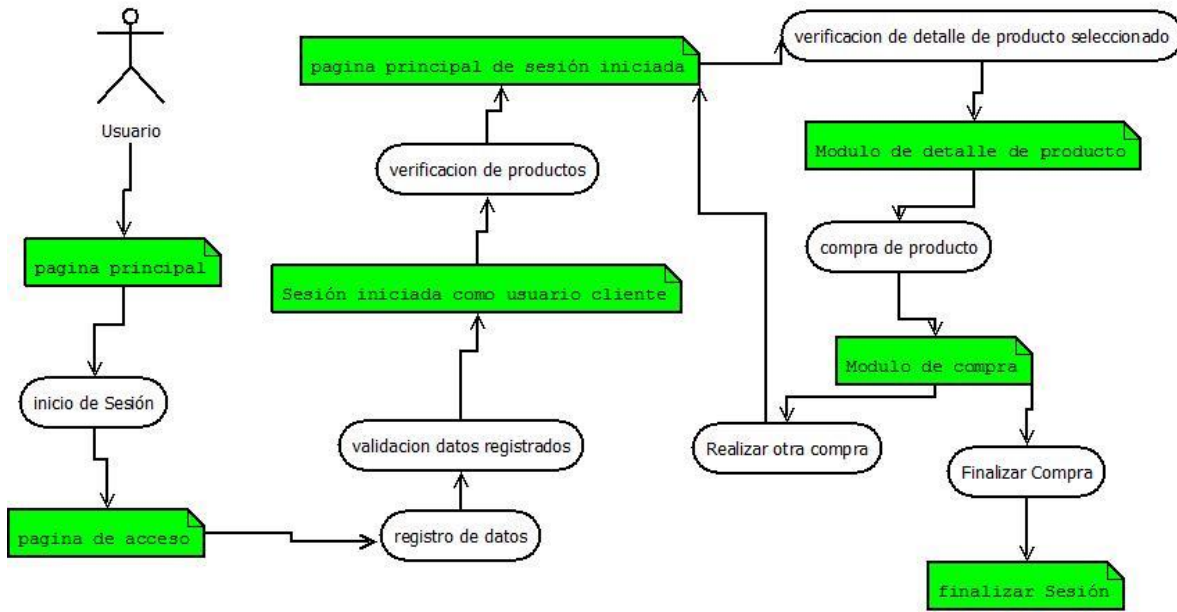 Usuario
pagina principal
inicio de Sesión
pagina de acceso
registro de datos
validacion datos registrados
Sesión iniciada como usuario cliente
verificacion de productos
pagina principal de sesión iniciada
verificacion de detalle de producto seleccionado
Modulo de detalle de producto
compra de producto
Modulo de compra
Realizar otra compra
Finalizar Compra
finalizar Sesión